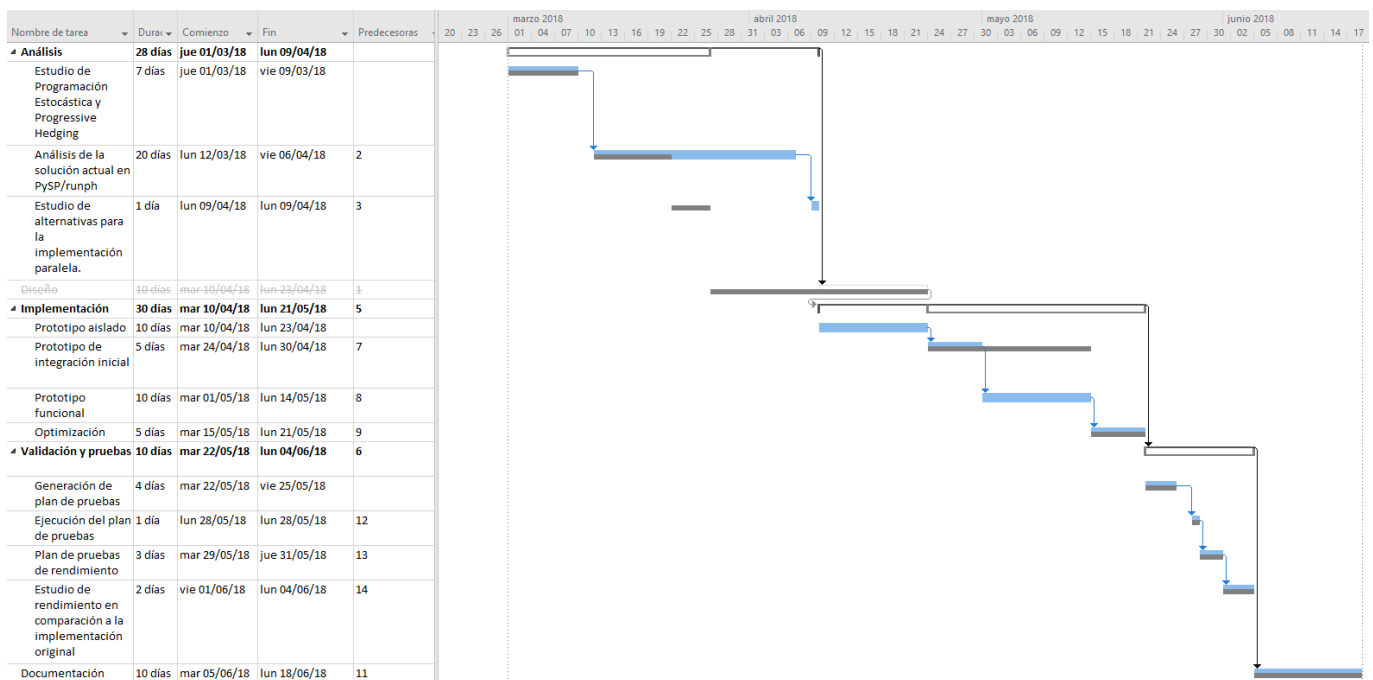 marzo 2018 abril 2018 mayo 2018 junio 2018
Nombre de tarea Durac Comienzo Fin Predecesoras 20 23 26 01 04 07 10 13 16 19 22 25 28 31 03 06 09 12 15 18 21 24 27 30 03 06 09 12 15 18 21 24 27 30 02 05 08 11 14 17
Análisis 28 días jue 01/03/18 lun 09/04/18
Estudio de 7 días jue 01/03/18 vie 09/03/18
Programación
Estocástica y
Progressive
Hedging
Análisis de la 20 días lun 12/03/18 vie 06/04/18 2
solución actual en
PySP/runph
Estudio de 1 día lun 09/04/18 lun 09/04/18 3
alternativas para
la
implementación
paralela.
Diseño 10 días mar 10/04/18 lun 23/04/18 1
Implementación 30 días mar 10/04/18 lun 21/05/18 5
Prototipo aislado 10 días mar 10/04/18 lun 23/04/18
Prototipo de 5 días mar 24/04/18 lun 30/04/18 7
integración inicial
Prototipo 10 días mar 01/05/18 lun 14/05/18 8
funcional
Optimización 5 días mar 15/05/18 lun 21/05/18 9
Validación y pruebas 10 días mar 22/05/18 lun 04/06/18 6
Generación de 4 días mar 22/05/18 vie 25/05/18
plan de pruebas
Ejecución del plan 1 día lun 28/05/18 lun 28/05/18 12
de pruebas
Plan de pruebas 3 días mar 29/05/18 jue 31/05/18 13
de rendimiento
Estudio de 2 días vie 01/06/18 lun 04/06/18 14
rendimiento en
comparación a la
implementación
original
Documentación 10 días mar 05/06/18 lun 18/06/18 11